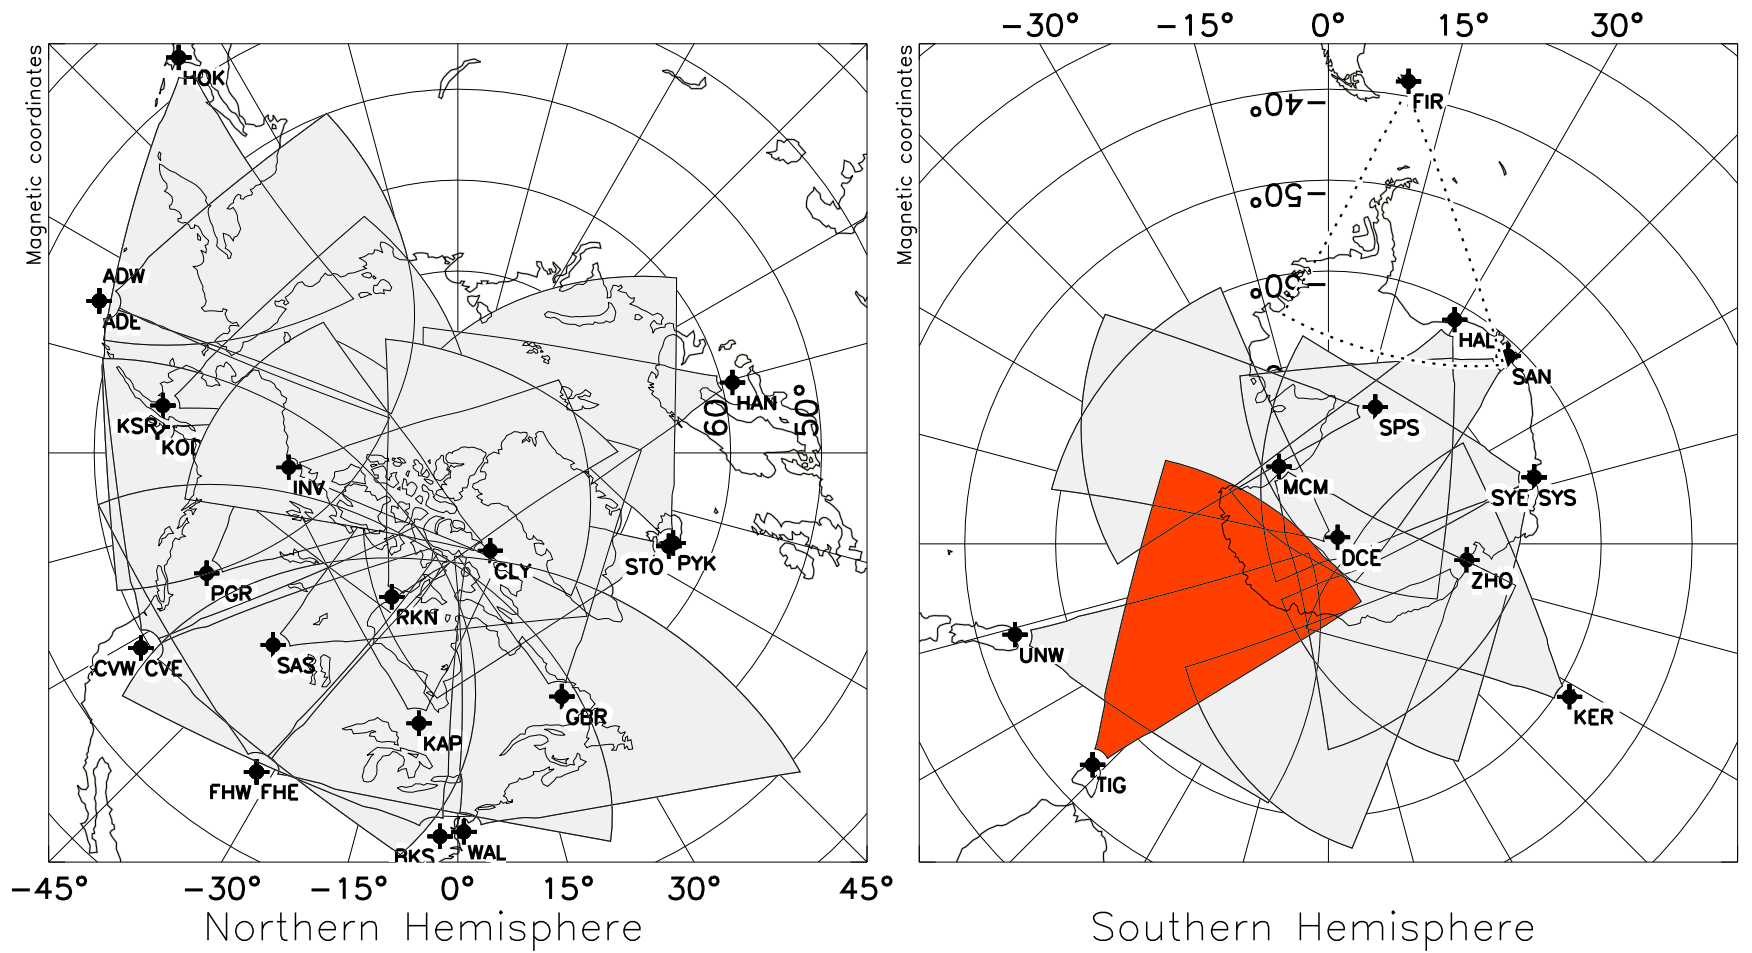 −30° −15° 0° 15° 30°
Magnetic coordinates
Magnetic coordinates
HOK
FIR
−40°
−50°
ADW
ADE
−60°
HAL
SAN
HAN
60
50°
KSR
KOD
SPS
INV
MCM
SYE SYS
DCE
STO PYK
CLY
ZHO
PGR
RKN
UNW
CVW CVE
SAS
GBR
KER
KAP
TIG
FHW FHE
BKS
WAL
−45° −30° −15° 0° 15° 30° 45°
Northern Hemisphere
Southern Hemisphere